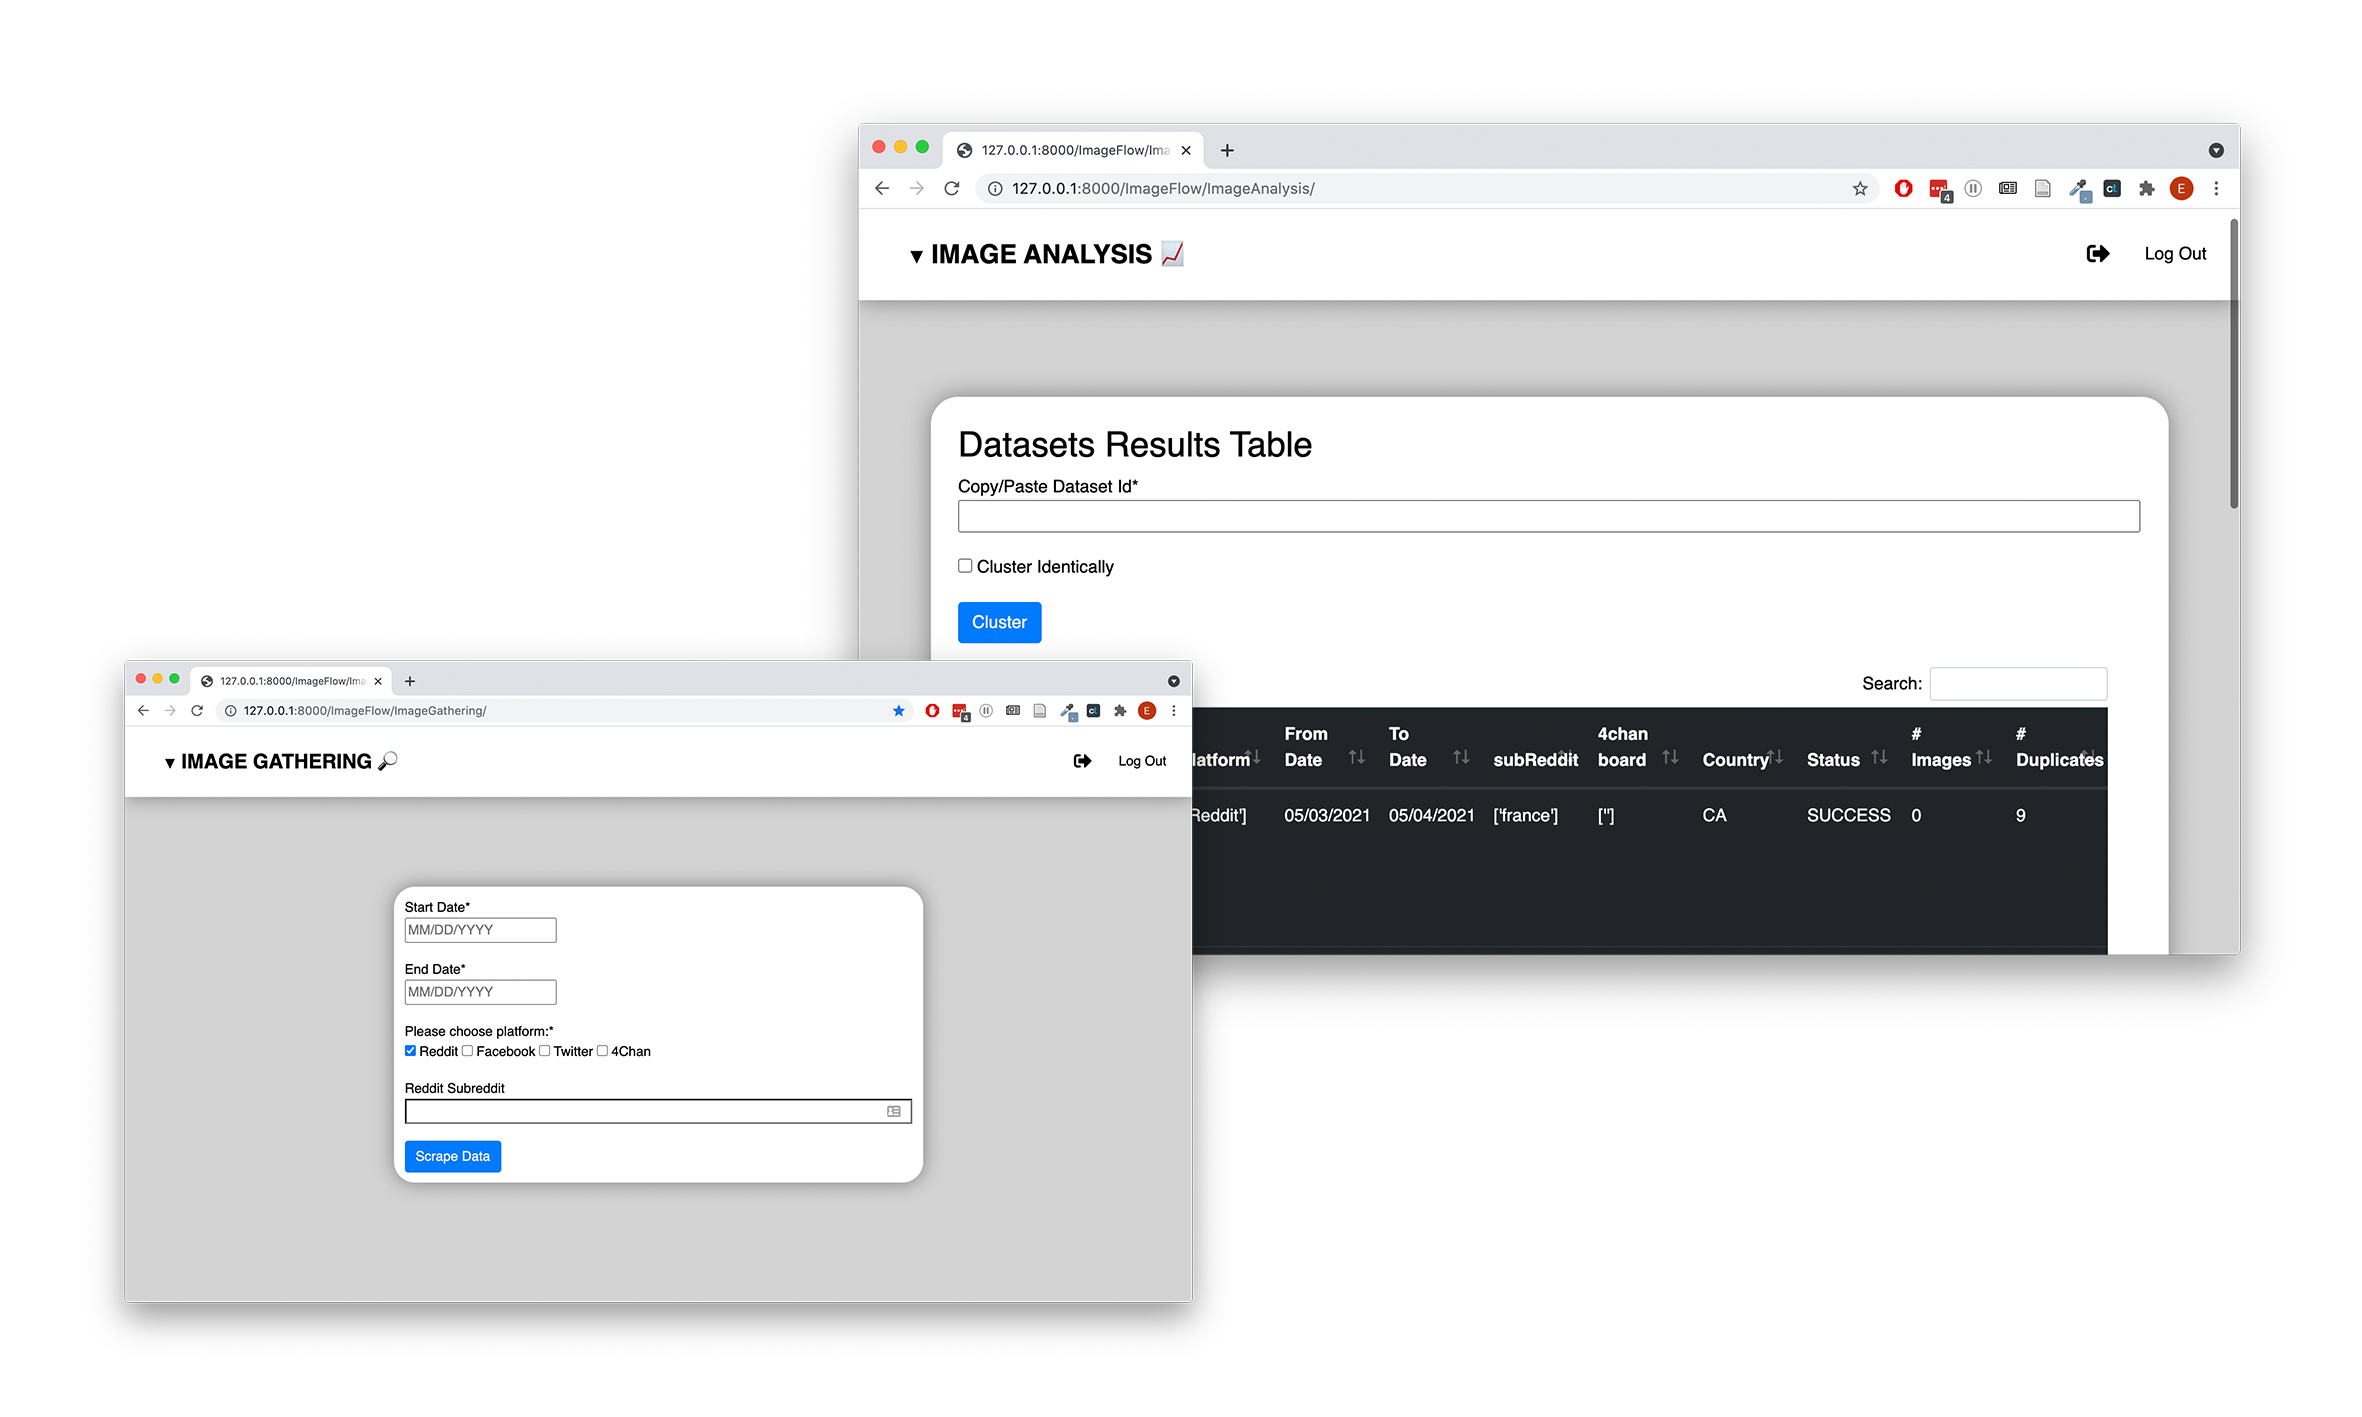 127.0.0.1:8000/ImageFlow/Ima
127.0.0.1:8000/ImageFlow/ImageAnalysis/
4
ct
E
▼ IMAGE ANALYSIS
Log Out
Datasets Results Table
Copy/Paste Dataset Id*
Cluster Identically
Cluster
Search:
latform
From Date
To Date
subReddit
4chan board
Country
Status
# Images
# Duplicates
Reddit'] 05/03/2021 05/04/2021 ['france'] [''] CA SUCCESS 0 9
127.0.0.1:8000/ImageFlow/Ima
127.0.0.1:8000/ImageFlow/ImageGathering/
4
ct
E
▼ IMAGE GATHERING
Log Out
Start Date*
MM/DD/YYYY
End Date*
MM/DD/YYYY
Please choose platform:*
Reddit Facebook Twitter 4Chan
Reddit Subreddit
Scrape Data